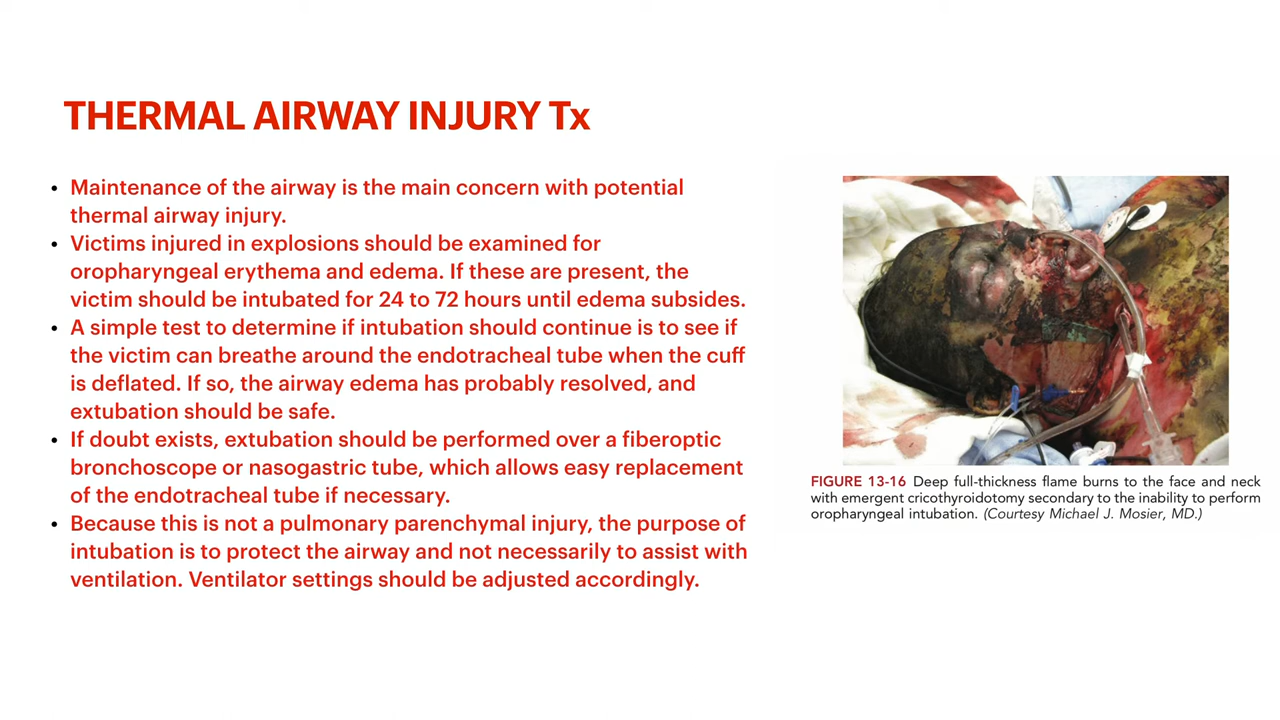 THERMAL AIRWAY INJURY Tx
• Maintenance of the airway is the main concern with potential
thermal airway injury.
• Victims injured in explosions should be examined for
oropharyngeal erythema and edema. If these are present, the
victim should be intubated for 24 to 72 hours until edema subsides.
• A simple test to determine if intubation should continue is to see if
the victim can breathe around the endotracheal tube when the cuff
is deflated. If so, the airway edema has probably resolved, and
extubation should be safe.
• If doubt exists, extubation should be performed over a fiberoptic
bronchoscope or nasogastric tube, which allows easy replacement
of the endotracheal tube if necessary.
• Because this is not a pulmonary parenchymal injury, the purpose of
intubation is to protect the airway and not necessarily to assist with
ventilation. Ventilator settings should be adjusted accordingly.
FIGURE 13-16 Deep full-thickness flame burns to the face and neck
with emergent cricothyroidotomy secondary to the inability to perform
oropharyngeal intubation. (Courtesy Michael J. Mosier, MD.)